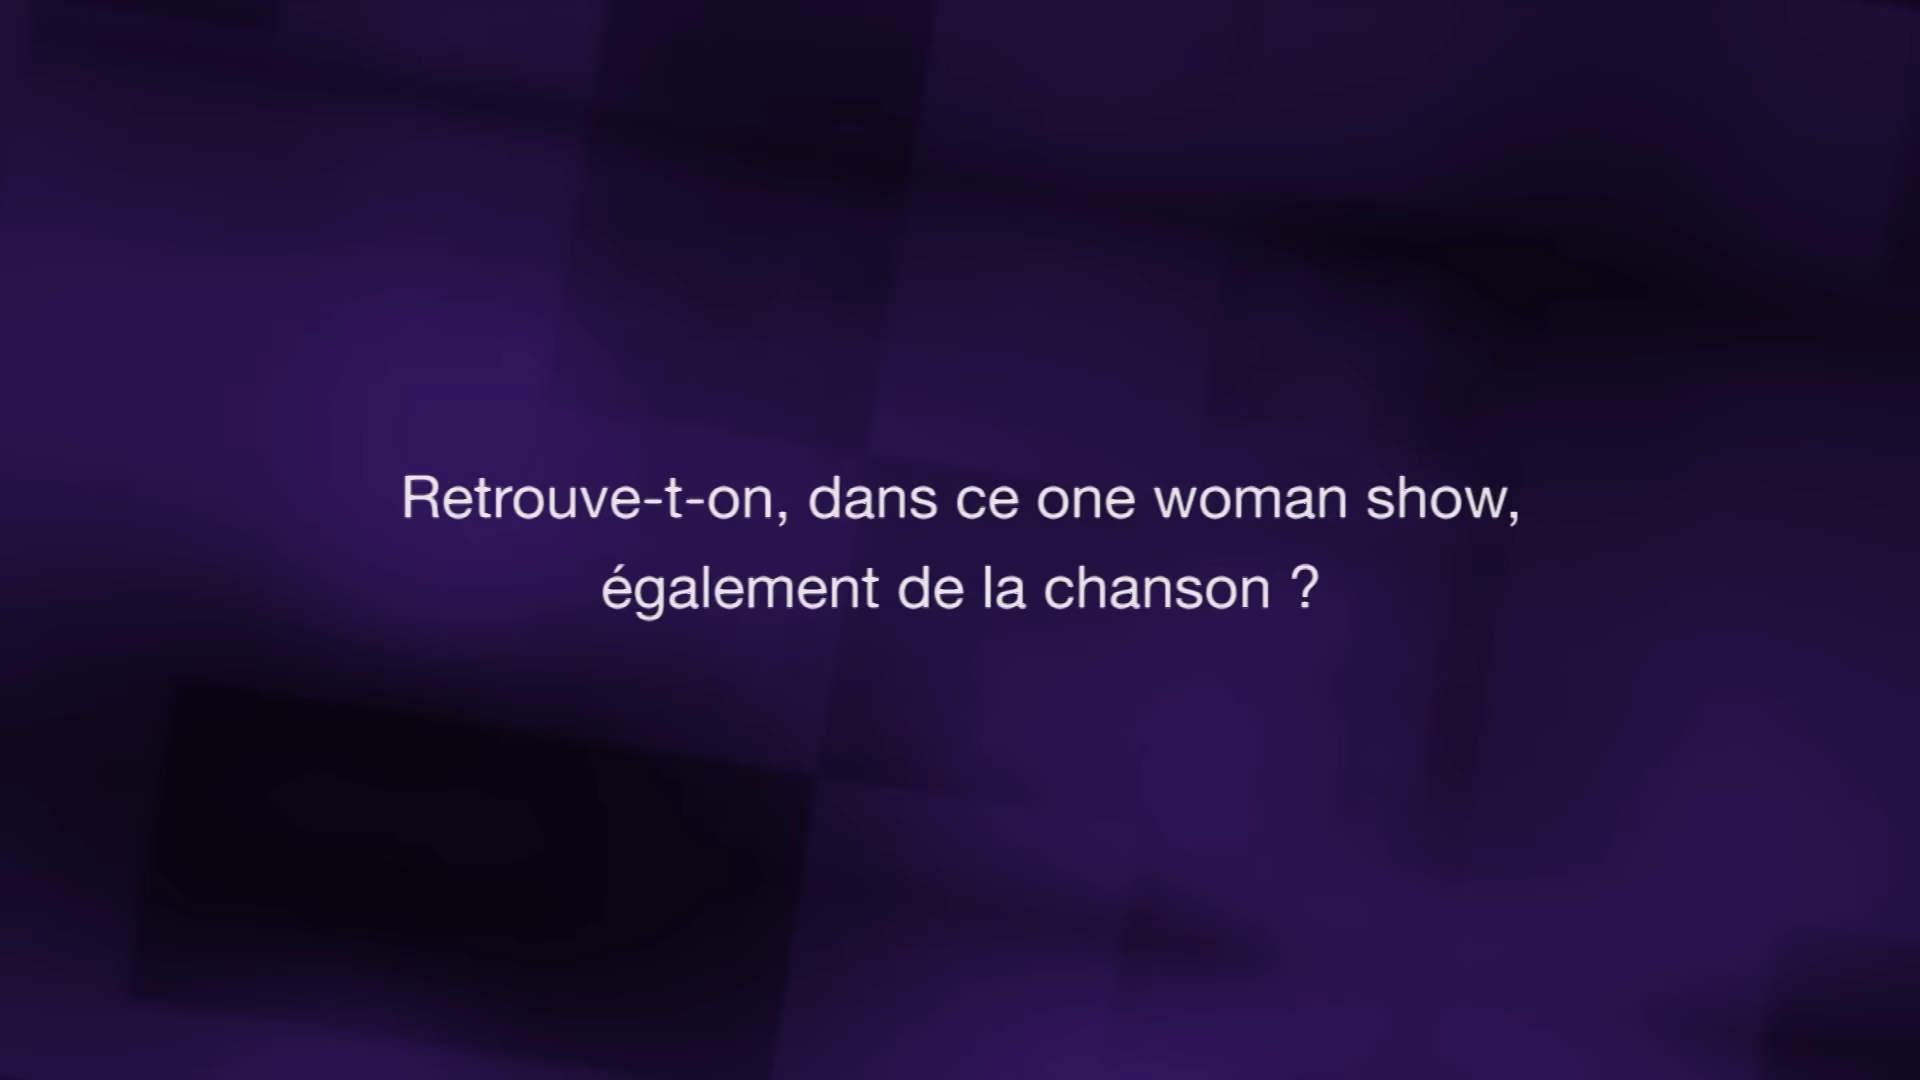 Retrouve-t-on, dans ce one woman show,
également de la chanson ?